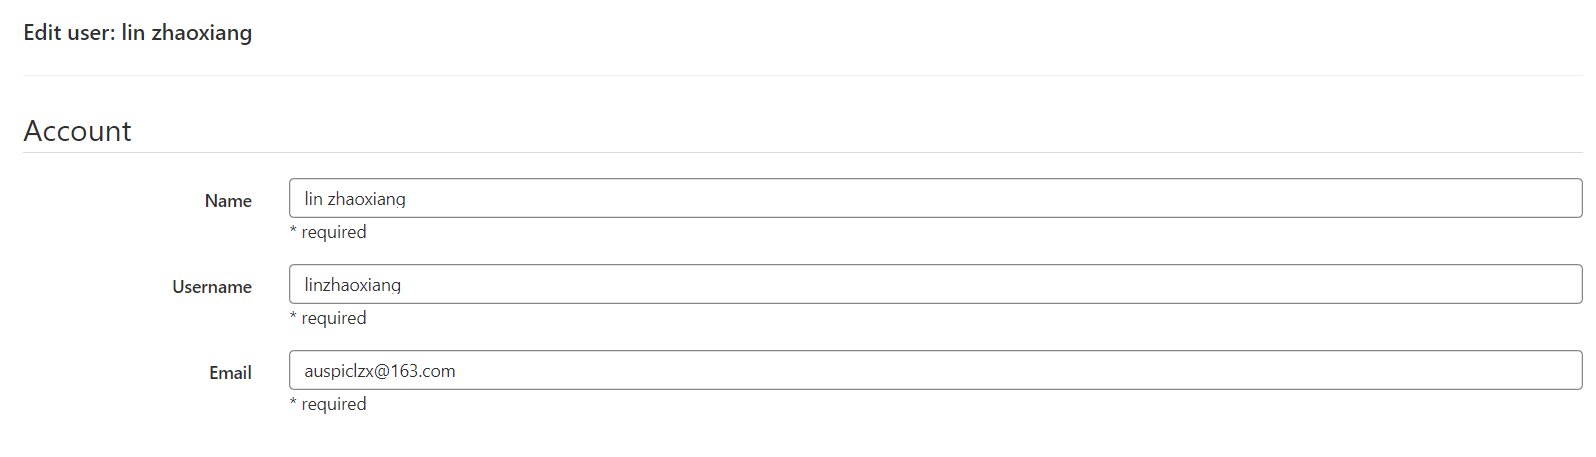 Edit user: lin zhaoxiang
Account
Name
lin zhaoxiang
* required
Username
linzhaoxiang
* required
Email
auspiclzx@163.com
* required